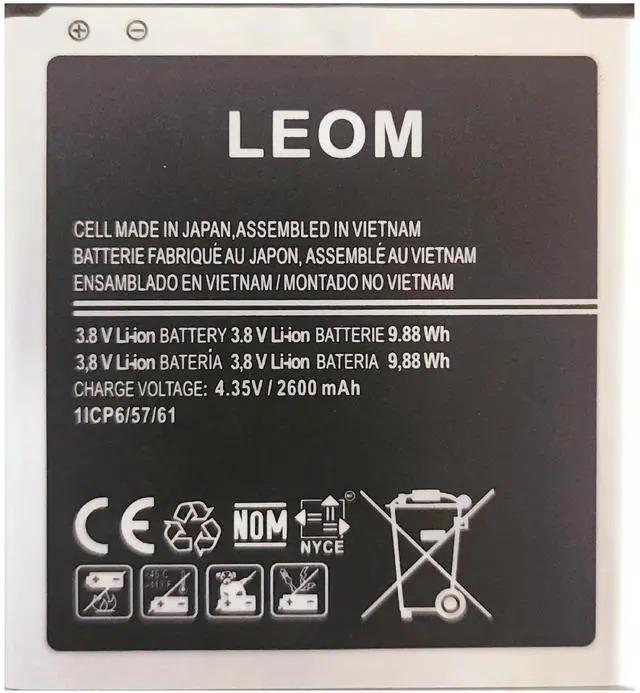 LEOM
CELL MADE IN JAPAN,ASSEMBLED IN VIETNAM
BATTERIE FABRIQUÉ AU JAPON, ASSEMBLÉ AU VIETNAM
ENSAMBLADO EN VIETNAM / MONTADO NO VIETNAM
3.8 V Li-ion BATTERY 3.8 V Li-ion BATTERIE 9.88 Wh
3,8 V Li-ion BATERÍA 3,8 V Li-ion BATERIA 9,88 Wh
CHARGE VOLTAGE: 4.35V / 2600 mAh
1ICP6/57/61
CE NOM
NYCE